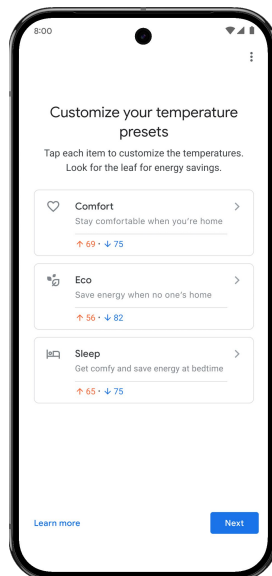 8:00
Customize your temperature
presets
Tap each item to customize the temperatures.
Look for the leaf for energy savings.
Comfort
Stay comfortable when you're home
↑ 69 • ↓ 75
Eco
Save energy when no one's home
↑ 56 • ↓ 82
Sleep
Get comfy and save energy at bedtime
↑ 65 • ↓ 75
Learn more
Next